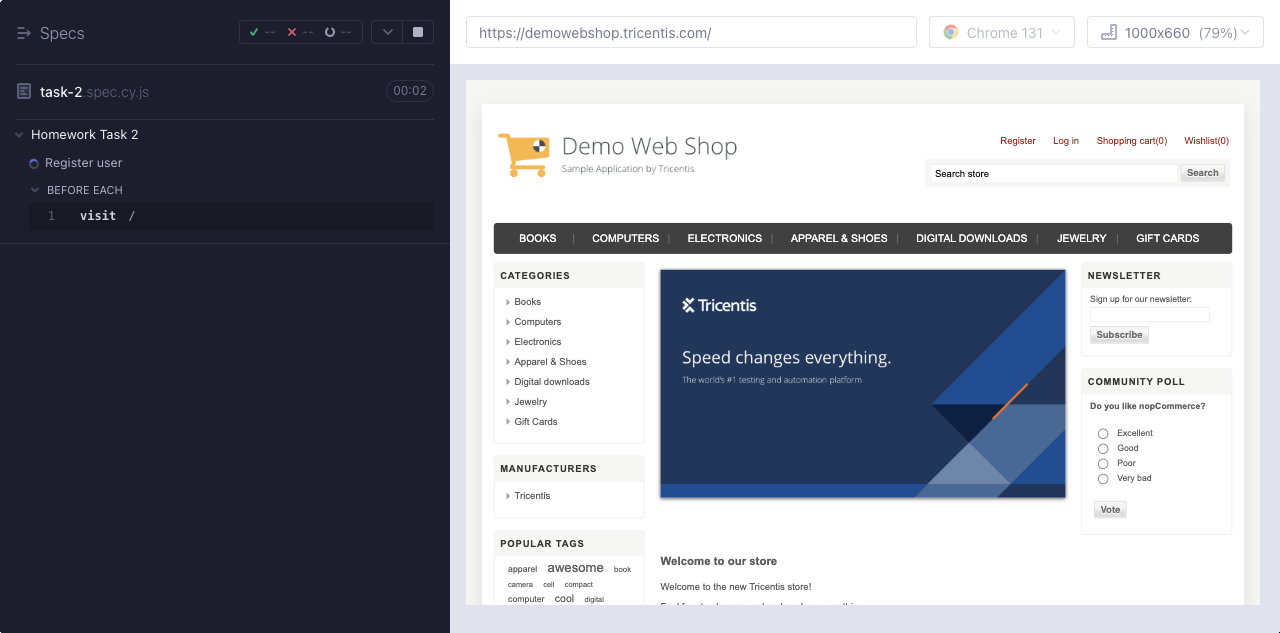 Specs
-- -- --
task-2.spec.cy.js
00:02
Homework Task 2
Register user
BEFORE EACH
1 visit /
https://demowebshop.tricentis.com/
Chrome 131
1000x660 (79%)
Demo Web Shop
Sample Application by Tricentis
Register Log in Shopping cart(0) Wishlist(0)
Search store Search
BOOKS COMPUTERS ELECTRONICS APPAREL & SHOES DIGITAL DOWNLOADS JEWELRY GIFT CARDS
CATEGORIES
Books
Computers
Electronics
Apparel & Shoes
Digital downloads
Jewelry
Gift Cards
MANUFACTURERS
Tricentis
POPULAR TAGS
apparel awesome book
camera cell compact
computer cool digital
Tricentis
Speed changes everything.
The world's #1 testing and automation platform
Welcome to our store
Welcome to the new Tricentis store!
NEWSLETTER
Sign up for our newsletter:
Subscribe
COMMUNITY POLL
Do you like nopCommerce?
Excellent
Good
Poor
Very bad
Vote